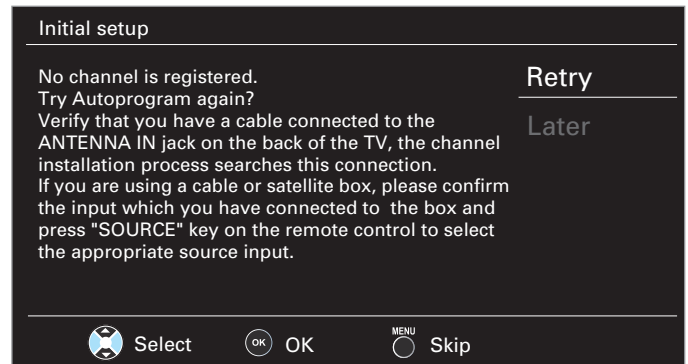 Initial setup
No channel is registered.
Try Autoprogram again?
Verify that you have a cable connected to the
ANTENNA IN jack on the back of the TV, the channel
installation process searches this connection.
If you are using a cable or satellite box, please confirm
the input which you have connected to the box and
press "SOURCE" key on the remote control to select
the appropriate source input.
Retry
Later
Select
OK
OK
MENU
Skip